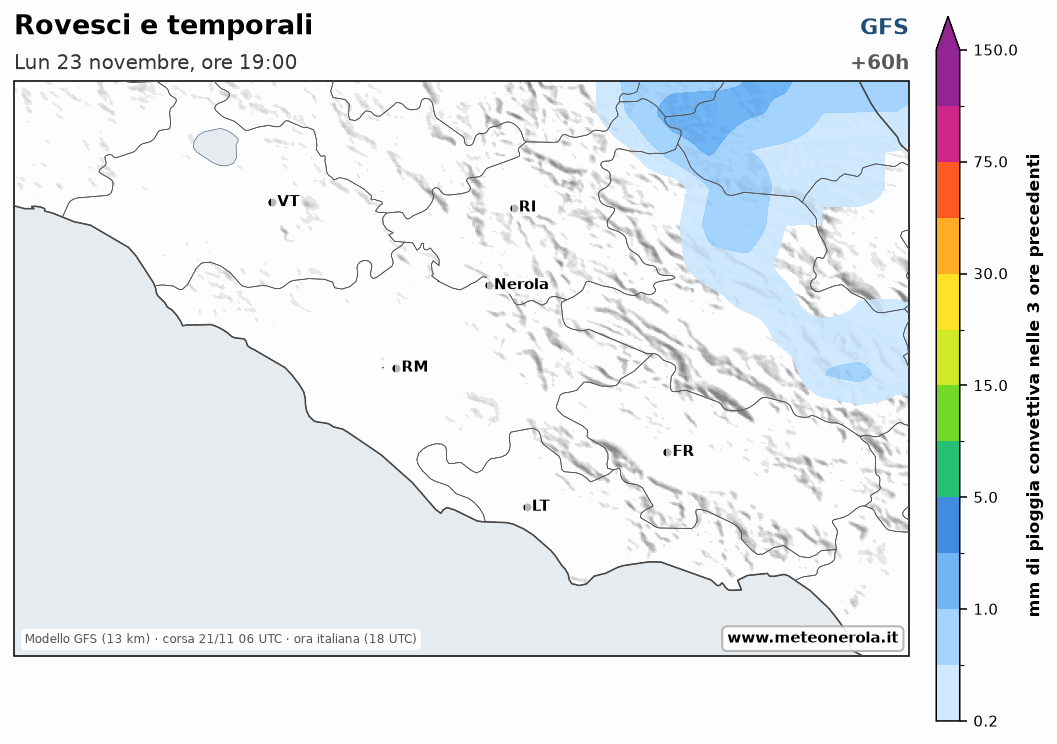 Rovesci e temporali
GFS
Lun 23 novembre, ore 19:00
+60h
150.0
75.0
30.0
15.0
5.0
1.0
0.2
mm di pioggia convettiva nelle 3 ore precedenti
VT
RI
Nerola
RM
FR
LT
Modello GFS (13 km) · corsa 21/11 06 UTC · ora italiana (18 UTC)
www.meteonerola.it